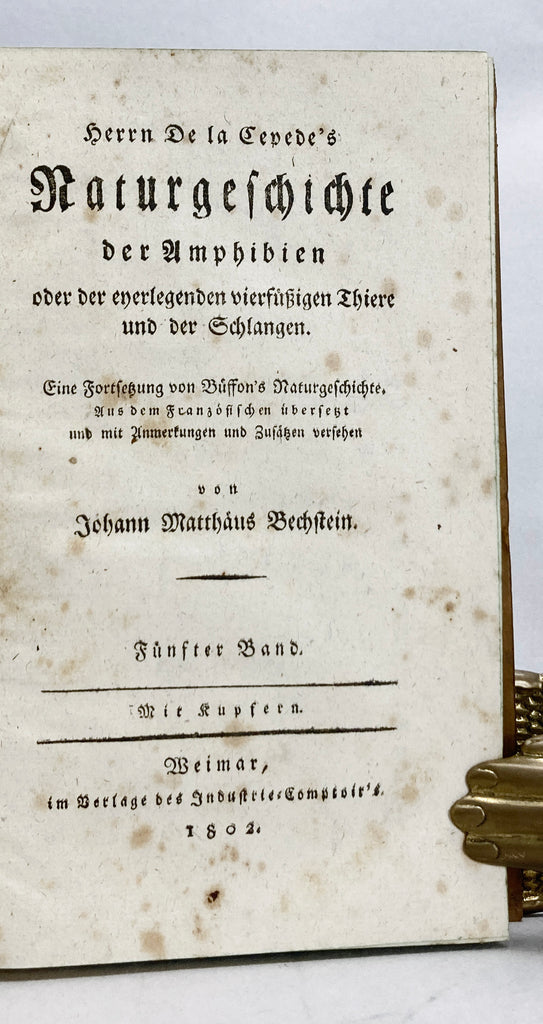 Herrn De la Cepede's
Naturgeschichte
der Amphibien
oder der eyerlegenden vierfüßigen Thiere
und der Schlangen.
Eine Fortsetzung von Büffon's Naturgeschichte.
Aus dem Französischen übersetzt
und mit Anmerkungen und Zusätzen versehen
von
Johann Matthäus Bechstein.
Fünfter Band.
Mit Kupfern.
Weimar,
im Verlage des Industrie-Comptoir's.
1802.